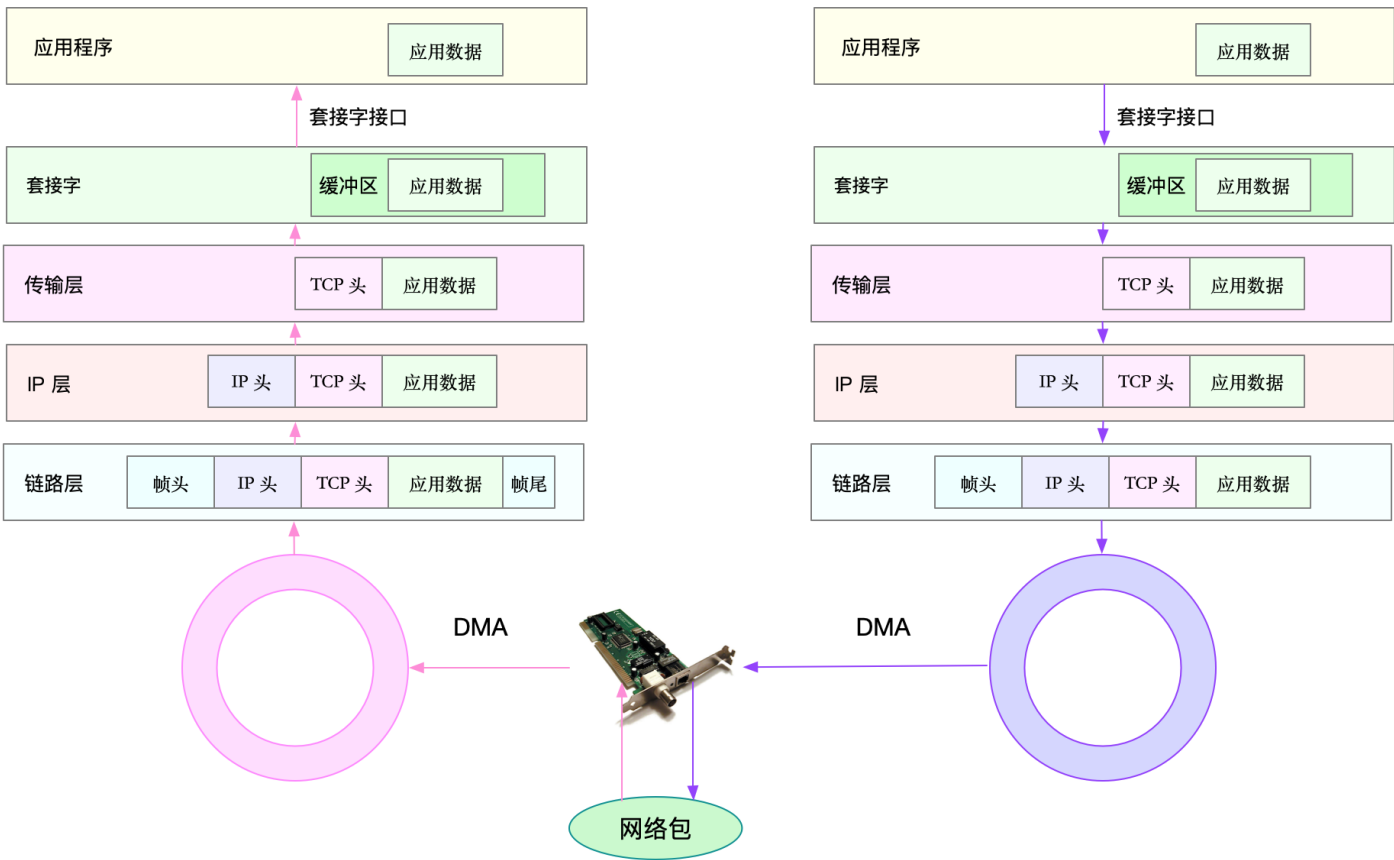 应用程序
应用数据
套接字接口
套接字
缓冲区
应用数据
传输层
TCP 头
应用数据
IP 层
IP 头
TCP 头
应用数据
链路层
帧头
IP 头
TCP 头
应用数据
帧尾
DMA
应用程序
应用数据
套接字接口
套接字
缓冲区
应用数据
传输层
TCP 头
应用数据
IP 层
IP 头
TCP 头
应用数据
链路层
帧头
IP 头
TCP 头
应用数据
DMA
网络包